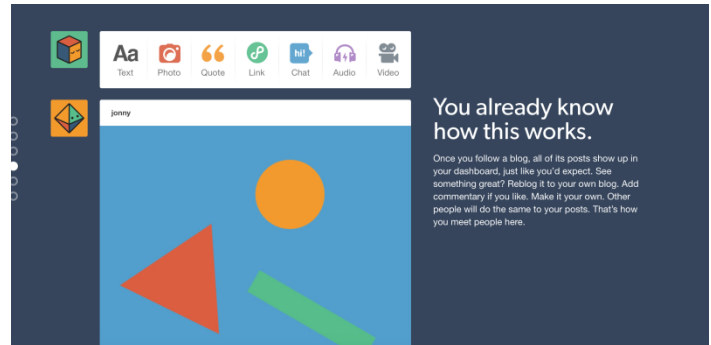 Aa
hi!
Text Photo Quote Link Chat Audio Video
jonny
You already know
how this works.
Once you follow a blog, all of its posts show up in
your dashboard, just like you'd expect. See
something great? Reblog it to your own blog. Add
commentary if you like. Make it your own. Other
people will do the same to your posts. That's how
you meet people here.